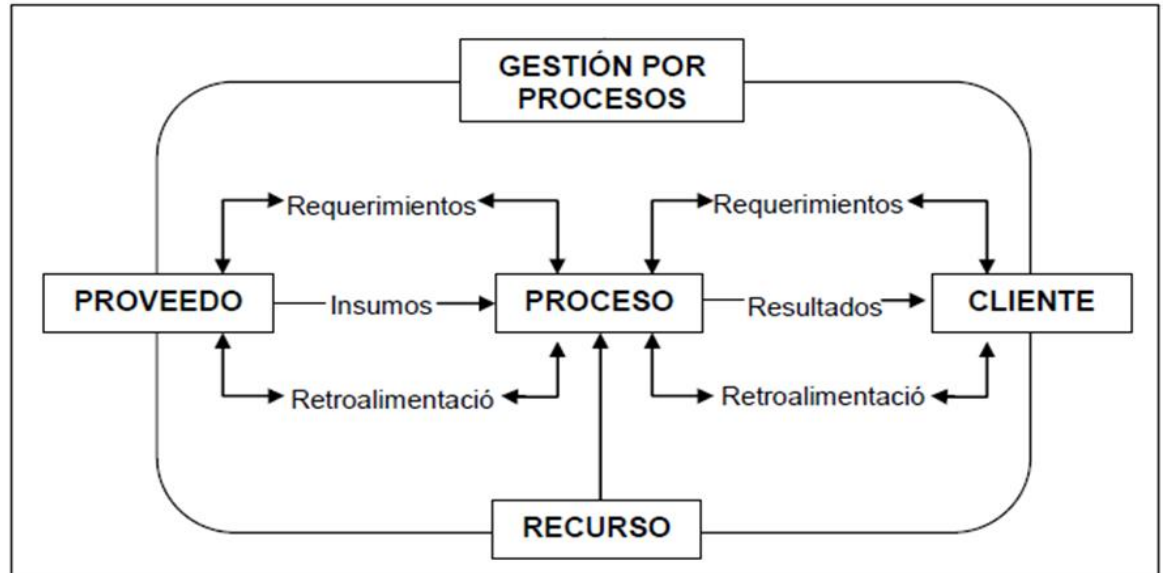 GESTIÓN POR
PROCESOS
Requerimientos
Requerimientos
PROVEEDO
Insumos
PROCESO
Resultados
CLIENTE
Retroalimentació
Retroalimentació
RECURSO